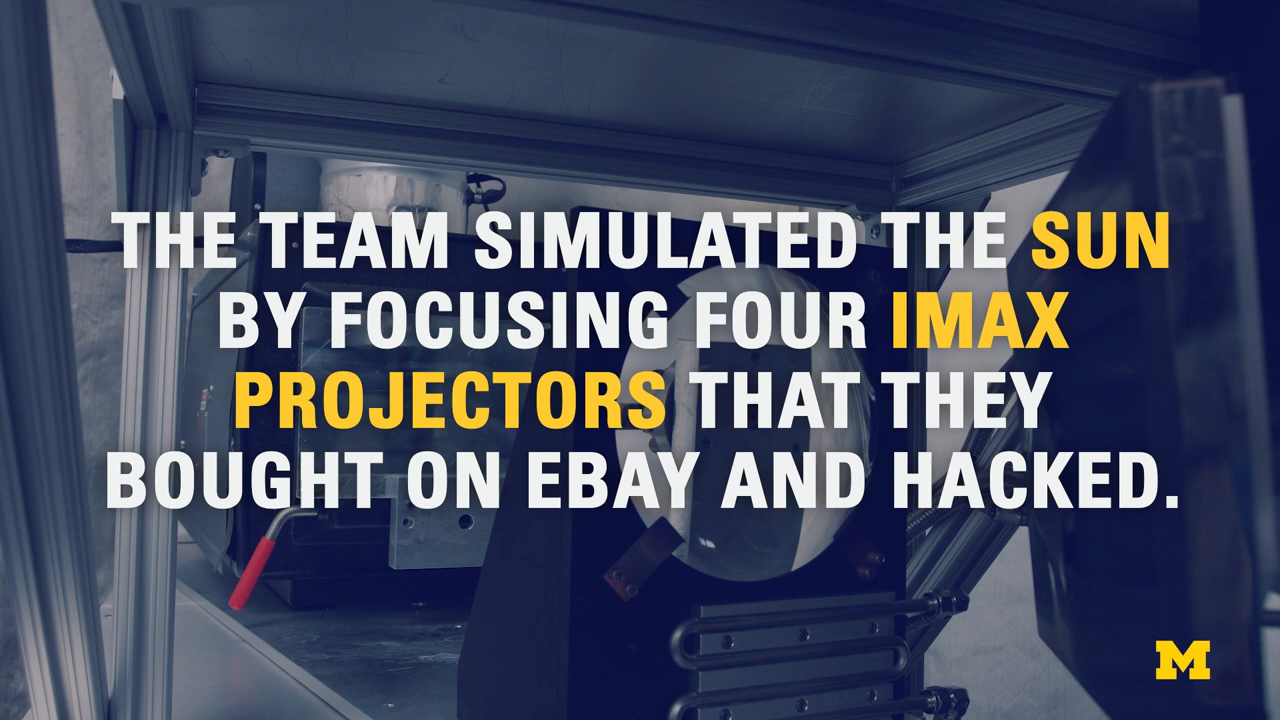 THE TEAM SIMULATED THE SUN
BY FOCUSING FOUR IMAX
PROJECTORS THAT THEY
BOUGHT ON EBAY AND HACKED.
M